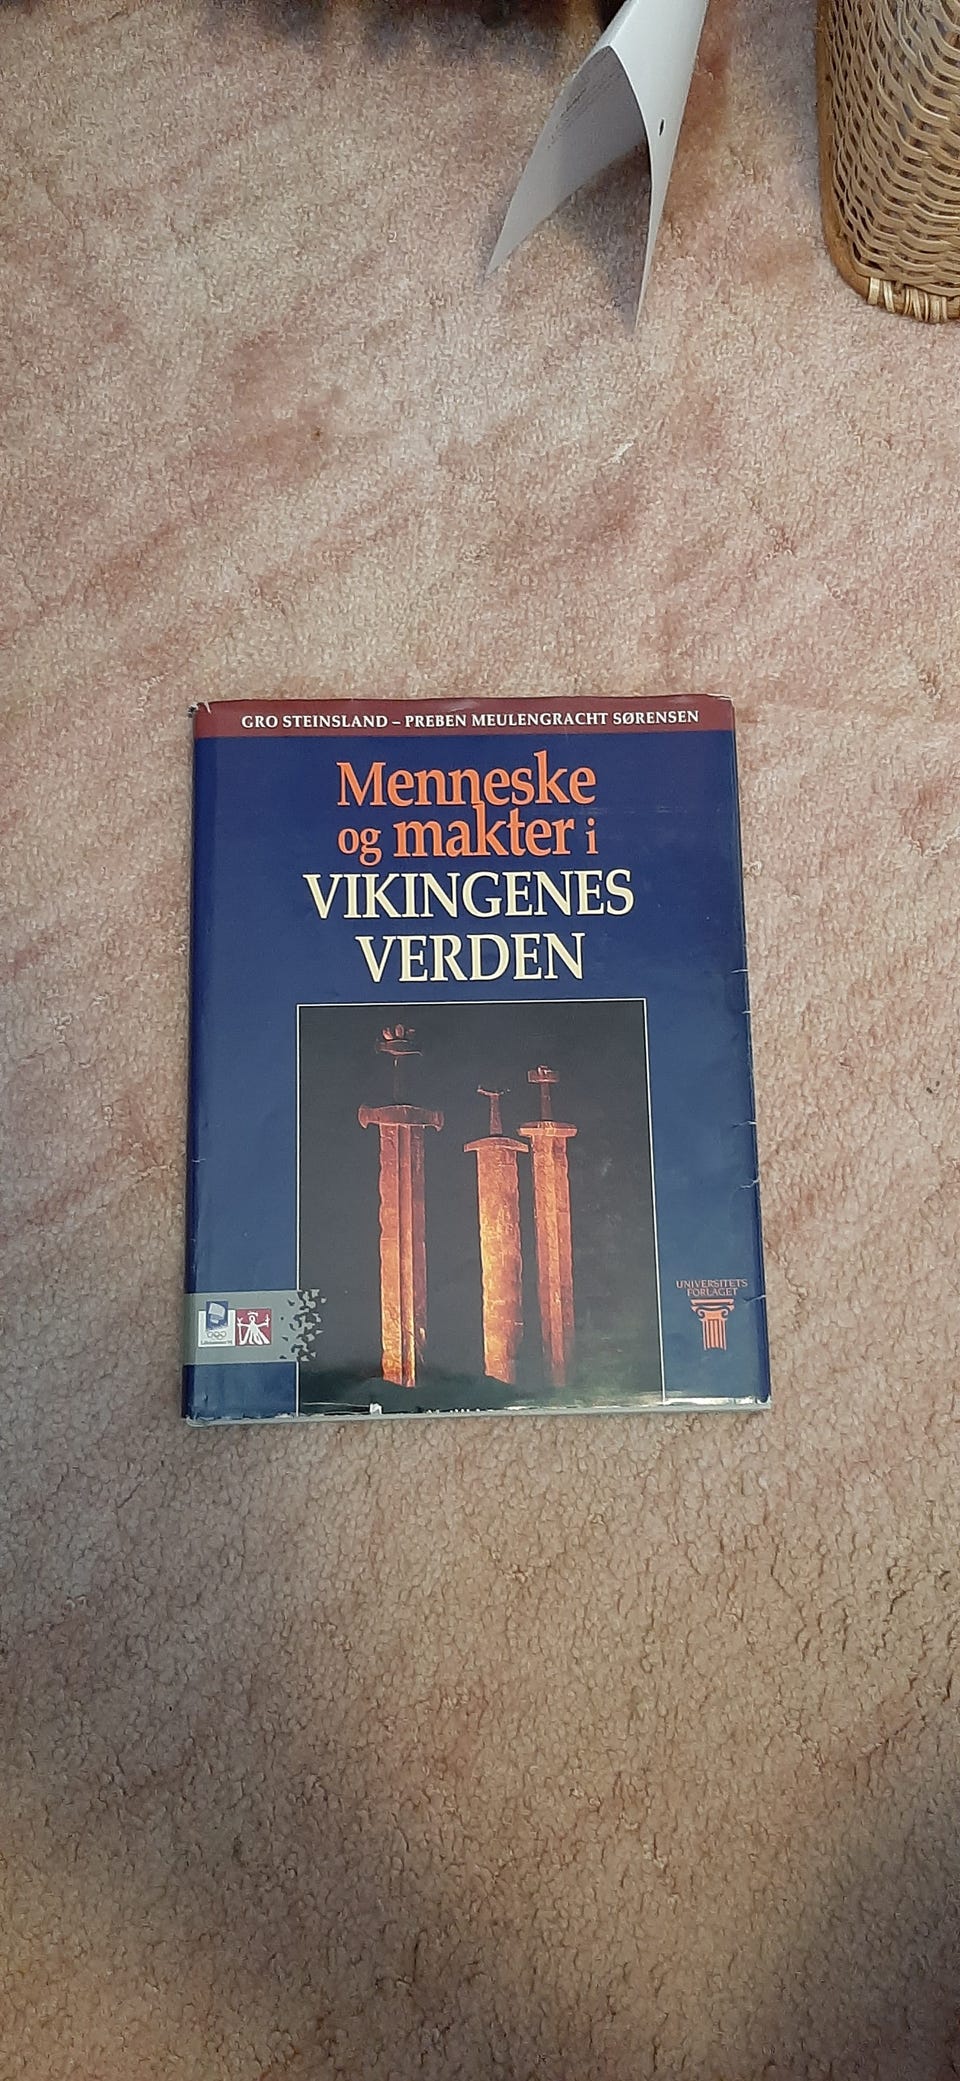 GRO STEINSLAND – PREBEN MEULENGRACHT SØRENSEN
Menneske
og makter i
VIKINGENES
VERDEN
UNIVERSITETS
FORLAGET